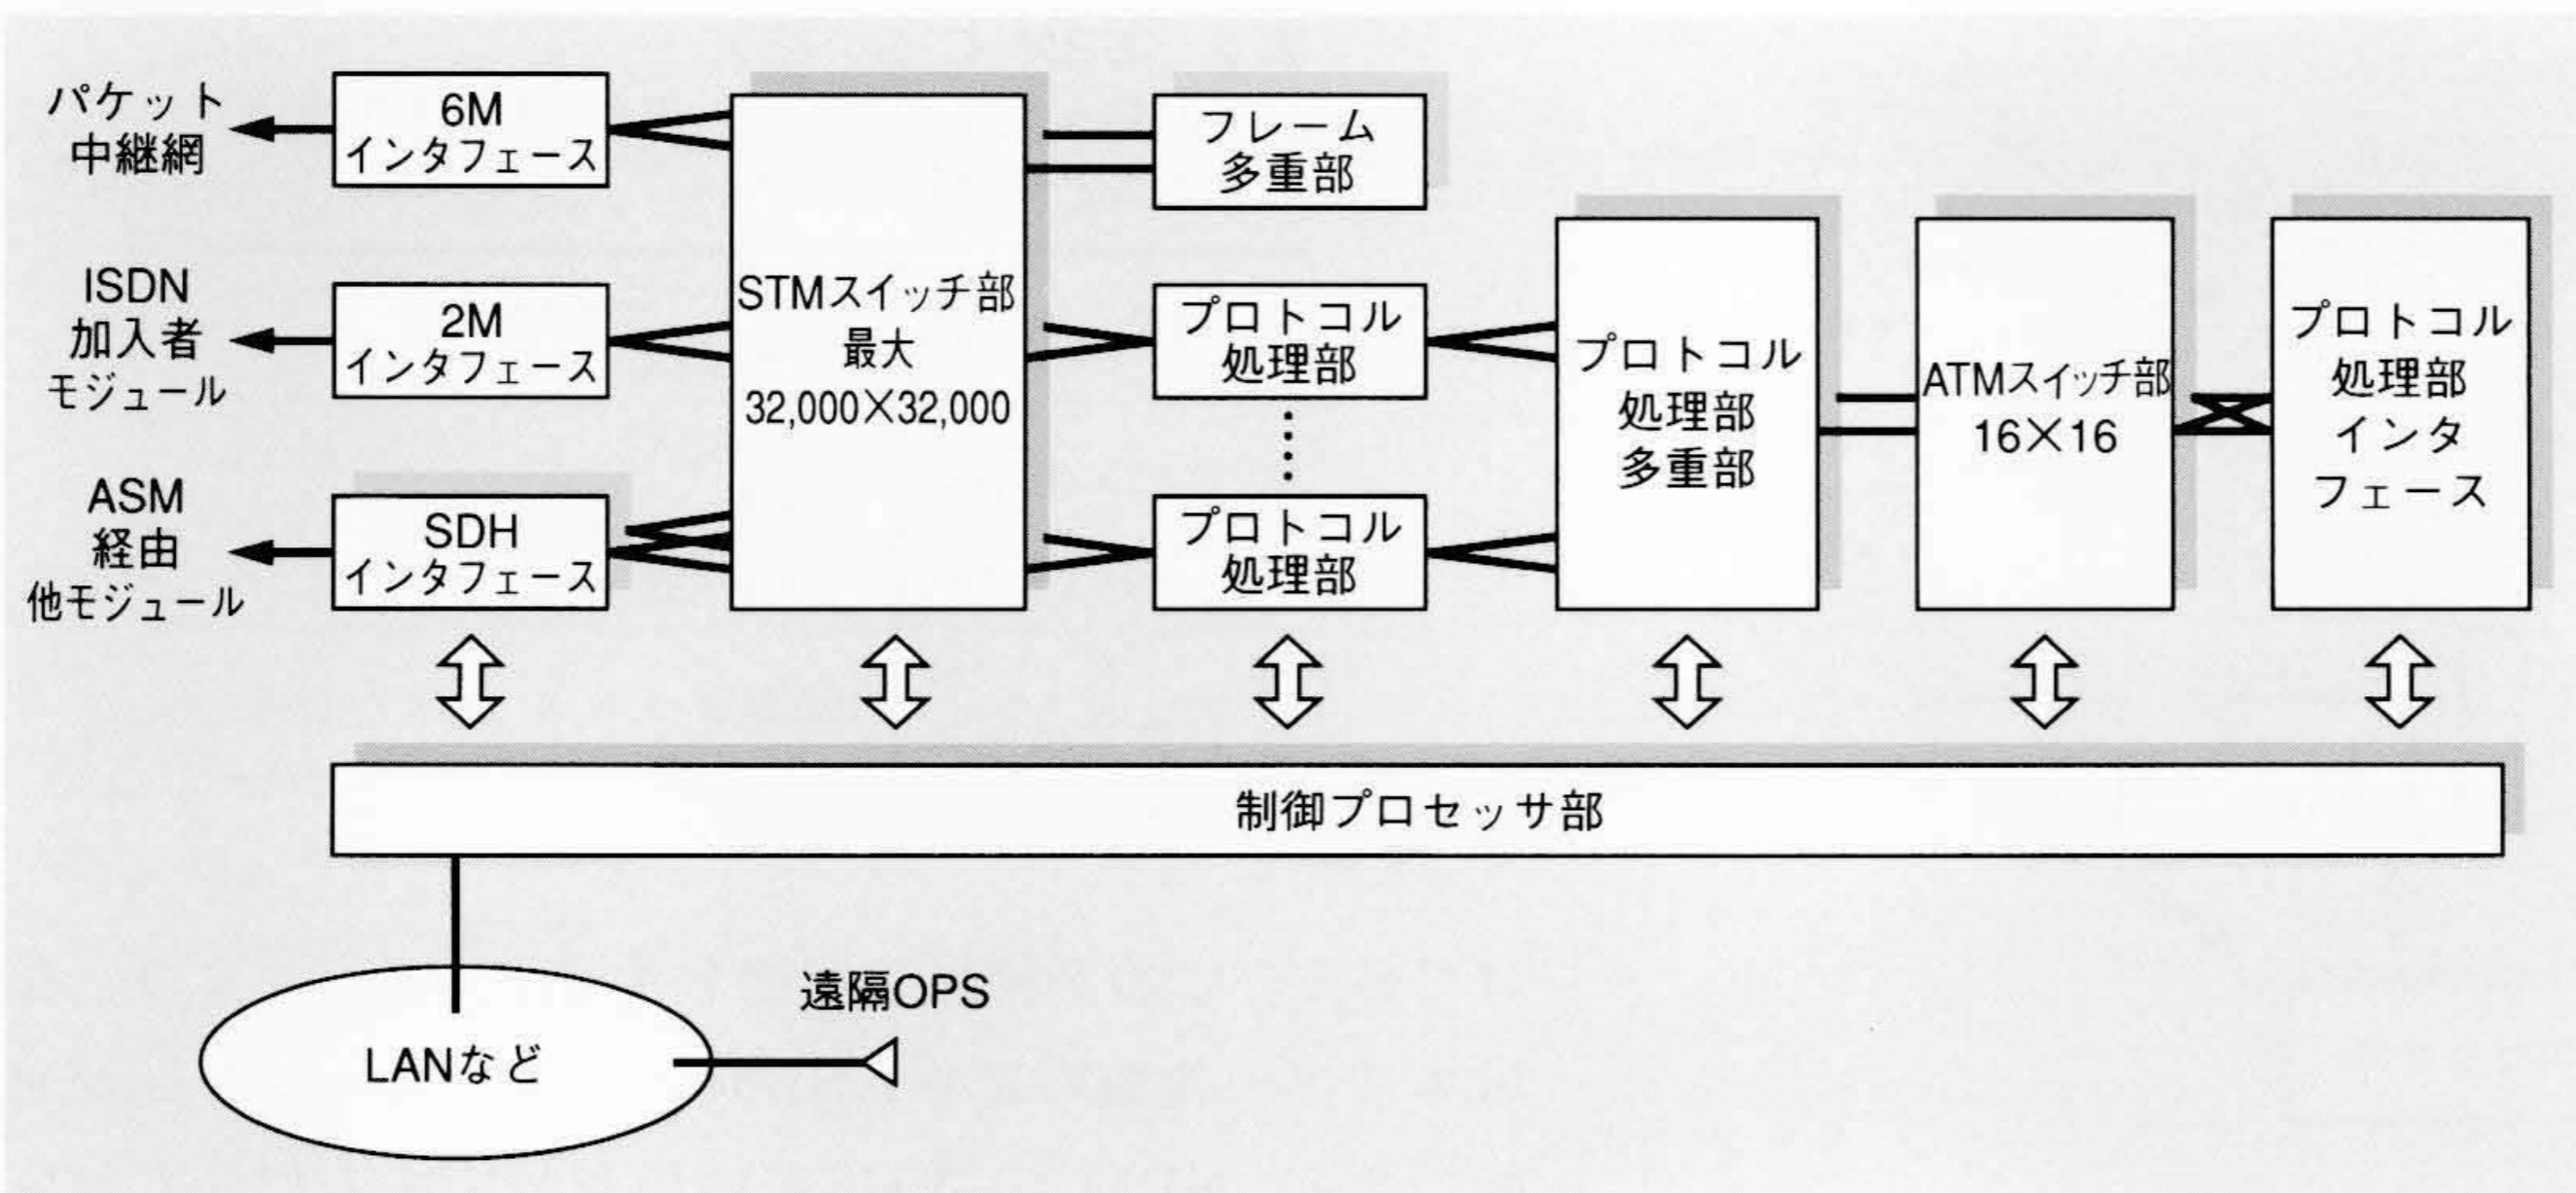 パケット
中継網
6M
インタフェース
フレーム
多重部
ISDN
加入者
モジュール
2M
インタフェース
STMスイッチ部
最大
32,000×32,000
プロトコル
処理部
プロトコル
処理部
多重部
ATMスイッチ部
16×16
プロトコル
処理部
インタ
フェース
ASM
経由
他モジュール
SDH
インタフェース
プロトコル
処理部
制御プロセッサ部
LANなど
遠隔OPS